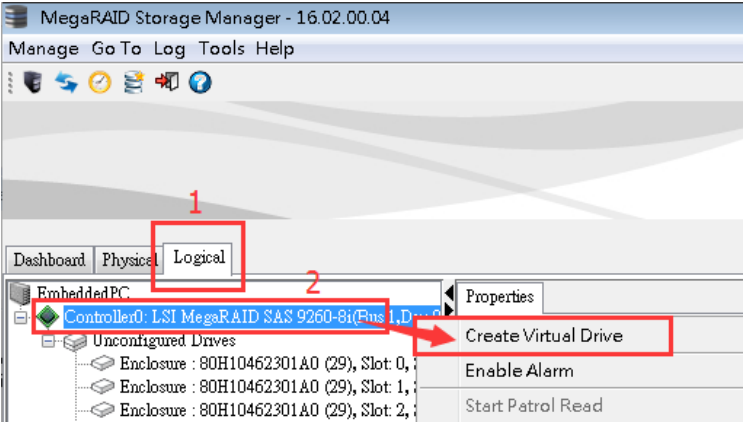 MegaRAID Storage Manager - 16.02.00.04
Manage Go To Log Tools Help
1
Dashboard Physical Logical
2
EmbeddedPC
Properties
Controller0: LSI MegaRAID SAS 9260-8i(Bus 1,Dev 0
Create Virtual Drive
Unconfigured Drives
Enclosure : 80H10462301A0 (29), Slot: 0,
Enable Alarm
Enclosure : 80H10462301A0 (29), Slot: 1,
Enclosure : 80H10462301A0 (29), Slot: 2,
Start Patrol Read